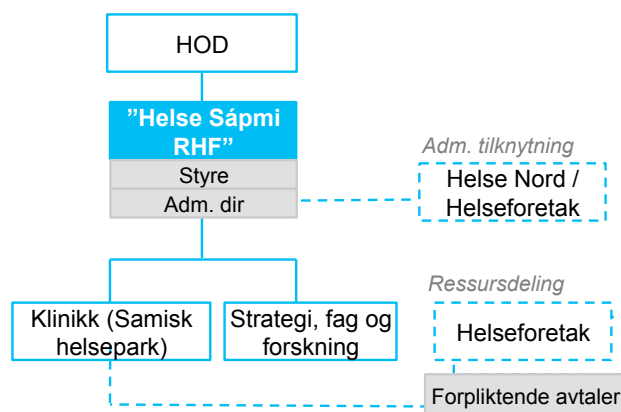 HOD
”Helse Sápmi
RHF”
Styre
Adm. dir
Adm. tilknytning
Helse Nord /
Helseforetak
Klinikk (Samisk
helsepark)
Strategi, fag og
forskning
Ressursdeling
Helseforetak
Forpliktende avtaler